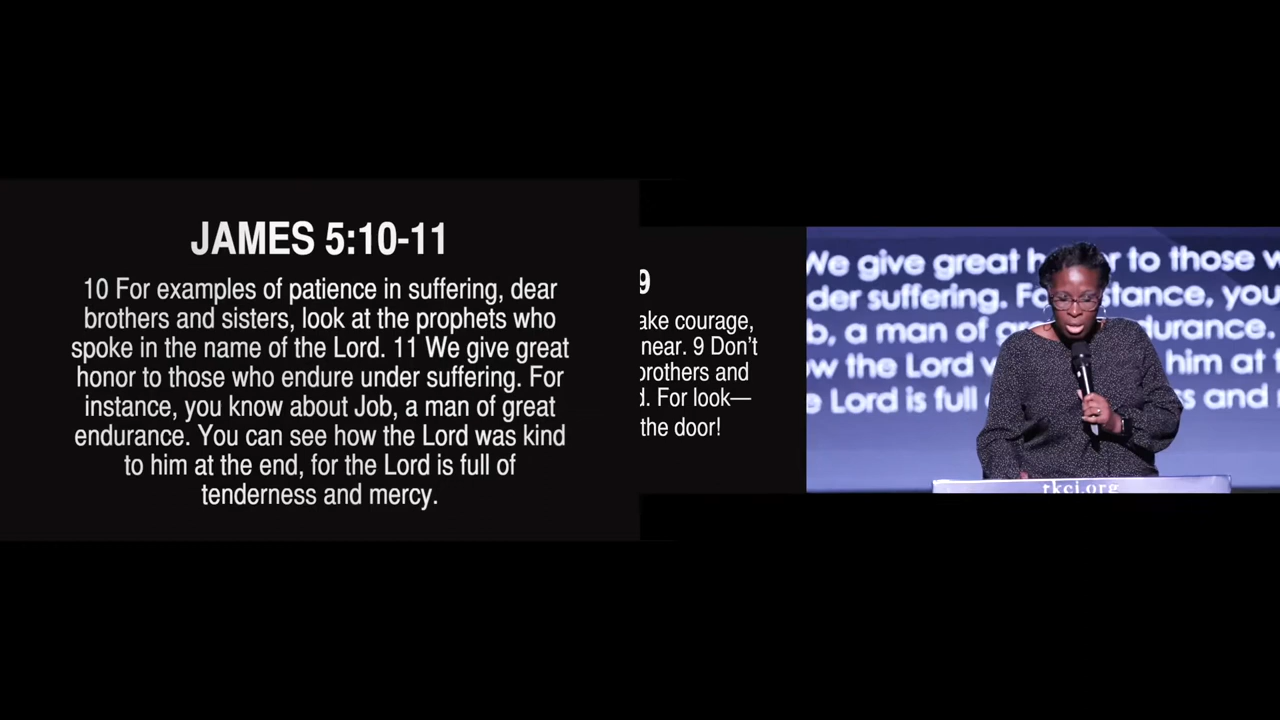 JAMES 5:10-11
10 For examples of patience in suffering, dear
brothers and sisters, look at the prophets who
spoke in the name of the Lord. 11 We give great
honor to those who endure under suffering. For
instance, you know about Job, a man of great
endurance. You can see how the Lord was kind
to him at the end, for the Lord is full of
tenderness and mercy.
9
ake courage,
near. 9 Don't
brothers and
. For look—
the door!
We give great to those
der suffering. stance, you
a man of durance.
the Lord him at
Lord is full and
rkci.org